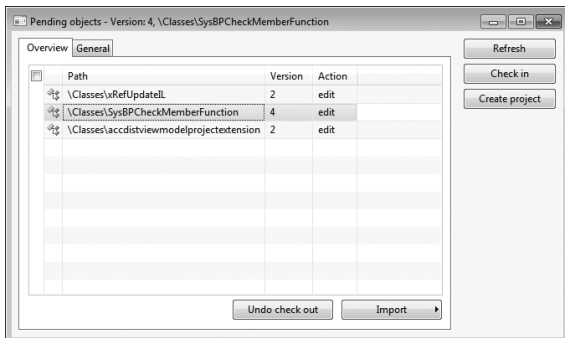 Pending objects - Version: 4, \Classes\SysBPCheckMemberFunction
Overview General
Refresh
Check in
Create project
Path Version Action
\Classes\xRefUpdateIL 2 edit
\Classes\SysBPCheckMemberFunction 4 edit
\Classes\accdistviewmodelprojectextension 2 edit
Undo check out Import